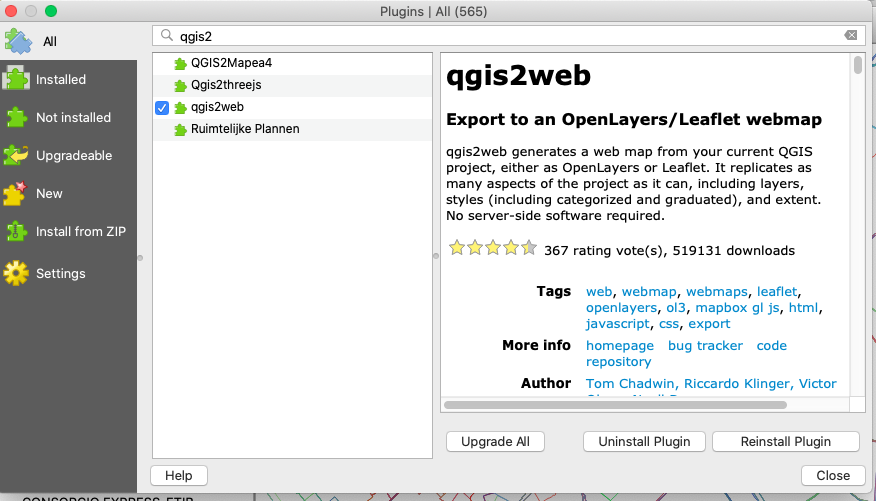 Plugins | All (565)
All
Installed
Not installed
Upgradeable
New
Install from ZIP
Settings
qgis2
QGIS2Mapea4
Qgis2threejs
qgis2web
Ruimtelijke Plannen
qgis2web
Export to an OpenLayers/Leaflet webmap
qgis2web generates a web map from your current QGIS
project, either as OpenLayers or Leaflet. It replicates as
many aspects of the project as it can, including layers,
styles (including categorized and graduated), and extent.
No server-side software required.
367 rating vote(s), 519131 downloads
Tags web, webmap, webmaps, leaflet,
openlayers, ol3, mapbox gl js, html,
javascript, css, export
More info homepage bug tracker code
repository
Author Tom Chadwin, Riccardo Klinger, Victor
Upgrade All Uninstall Plugin Reinstall Plugin
Help Close